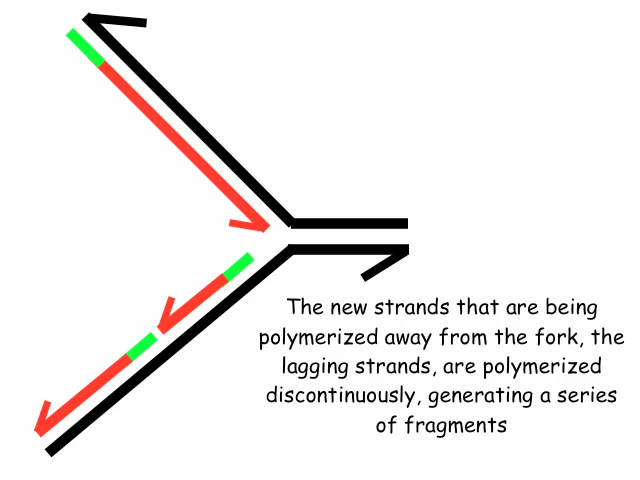 The new strands that are being
polymerized away from the fork, the
lagging strands, are polymerized
discontinuously, generating a series
of fragments